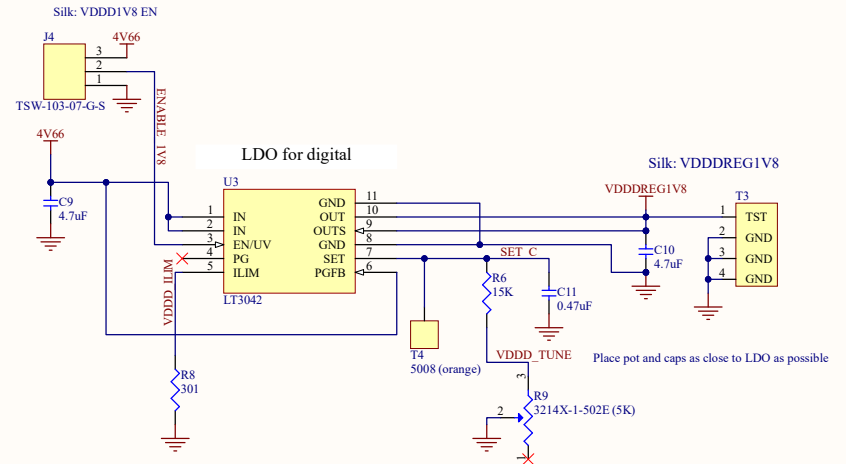 Silk: VDDD1V8 EN
J4
4V66
3
2
1
TSW-103-07-G-S
ENABLE_1V8
4V66
LDO for digital
Silk: VDDDREG1V8
C9
4.7uF
U3
VDDDREG1V8
T3
1 IN
2 IN
3 EN/UV
4 PG
5 ILIM
GND 11
OUT 10
OUTS 9
GND 8
SET 7
PGFB 6
LT3042
1 TST
2 GND
3 GND
4 GND
C10
4.7uF
SET_C
VDDD_ILIM
R6
15K
C11
0.47uF
T4
5008 (orange)
VDDD_TUNE
Place pot and caps as close to LDO as possible
R8
301
3
R9
3214X-1-502E (5K)
2
1